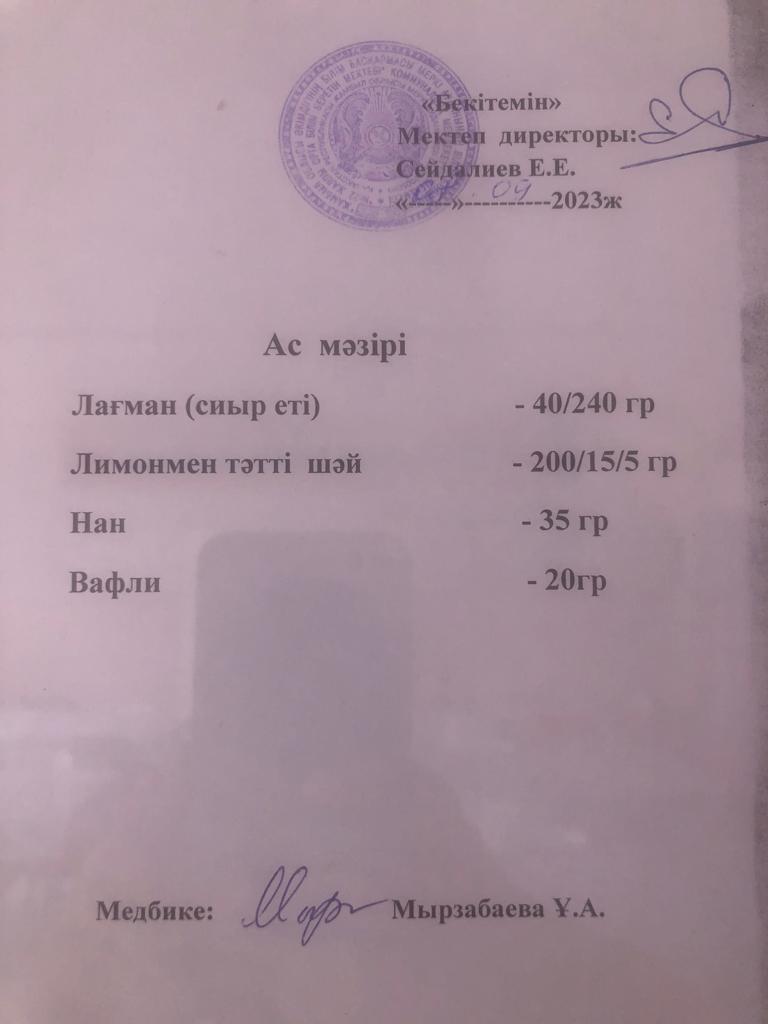 «Бекітемін»
Мектеп директоры:
Сейдалиев Е.Е.
«-----»----------2023ж
09
Ас мәзірі
Лағман (сиыр еті) - 40/240 гр
Лимонмен тәтті шәй - 200/15/5 гр
Нан - 35 гр
Вафли - 20гр
Медбике: Мырзабаева Ұ.А.